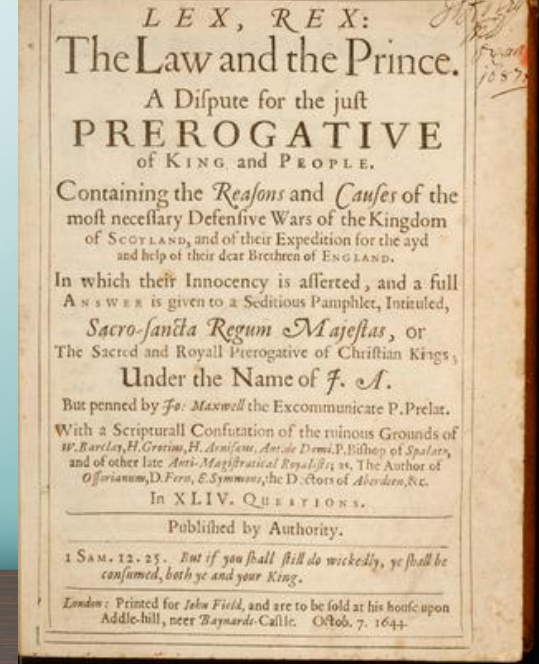 LEX, REX:
The Law and the Prince.
A Diſpute for the juſt
PREROGATIVE
of KING and PEOPLE.
Containing the Reaſons and Cauſes of the
moſt neceſſary Defenſive Wars of the Kingdom
of SCOTLAND, and of their Expedition for the ayd
and help of their dear Brethren of ENGLAND.
In which their Innocency is aſſerted, and a full
ANSWER is given to a Seditious Pamphlet, Intituled,
Sacro-ſancta Regum Majeſtas, or
The Sacred and Royall Prerogative of Chriſtian Kings,
Under the Name of J. A.
But penned by Jo: Maxwell the Excommunicate P. Prelat.
With a Scripturall Confutation of the ruinous Grounds of
W. Barclay, H. Grotius, H. Arniſæus, Ant. de Domi. P. Biſhop of Spalato,
and of other late Anti-Magiſtratical Royaliſts; as, The Author of
Oſſorianum, D. Fern, E. Symmons, the Doctors of Aberdeen, &c.
In XLIV. QUESTIONS.
Publiſhed by Authority.
1 SAM. 12. 25. But if you ſhall ſtill do wickedly, ye ſhall be
conſumed, both ye and your King.
London: Printed for Iohn Field, and are to be ſold at his houſe upon
Addle-hill, neer Baynards-Caſtle. Octob. 7. 1644.